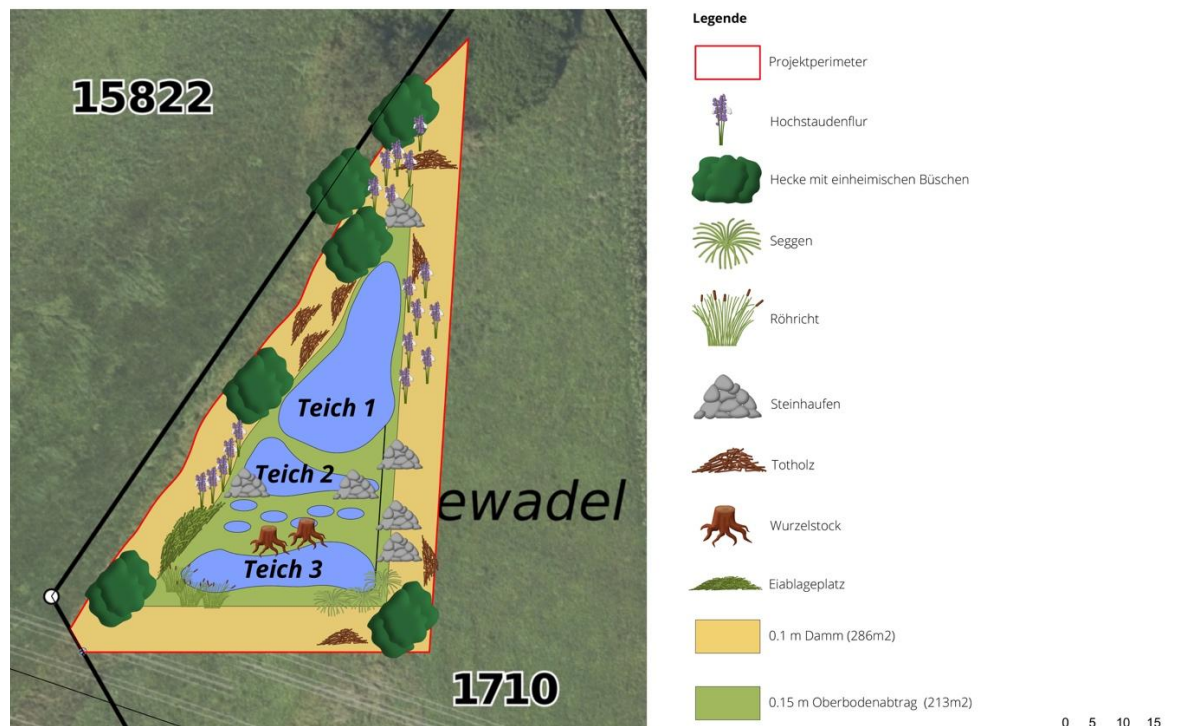 15822
Teich 1
Teich 2
ewadel
Teich 3
1710
Legende
Projektperimeter
Hochstaudenflur
Hecke mit einheimischen Büschen
Seggen
Röhricht
Steinhaufen
Totholz
Wurzelstock
Eiablageplatz
0.1 m Damm (286m2)
0.15 m Oberbodenabtrag (213m2)
0 5 10 15